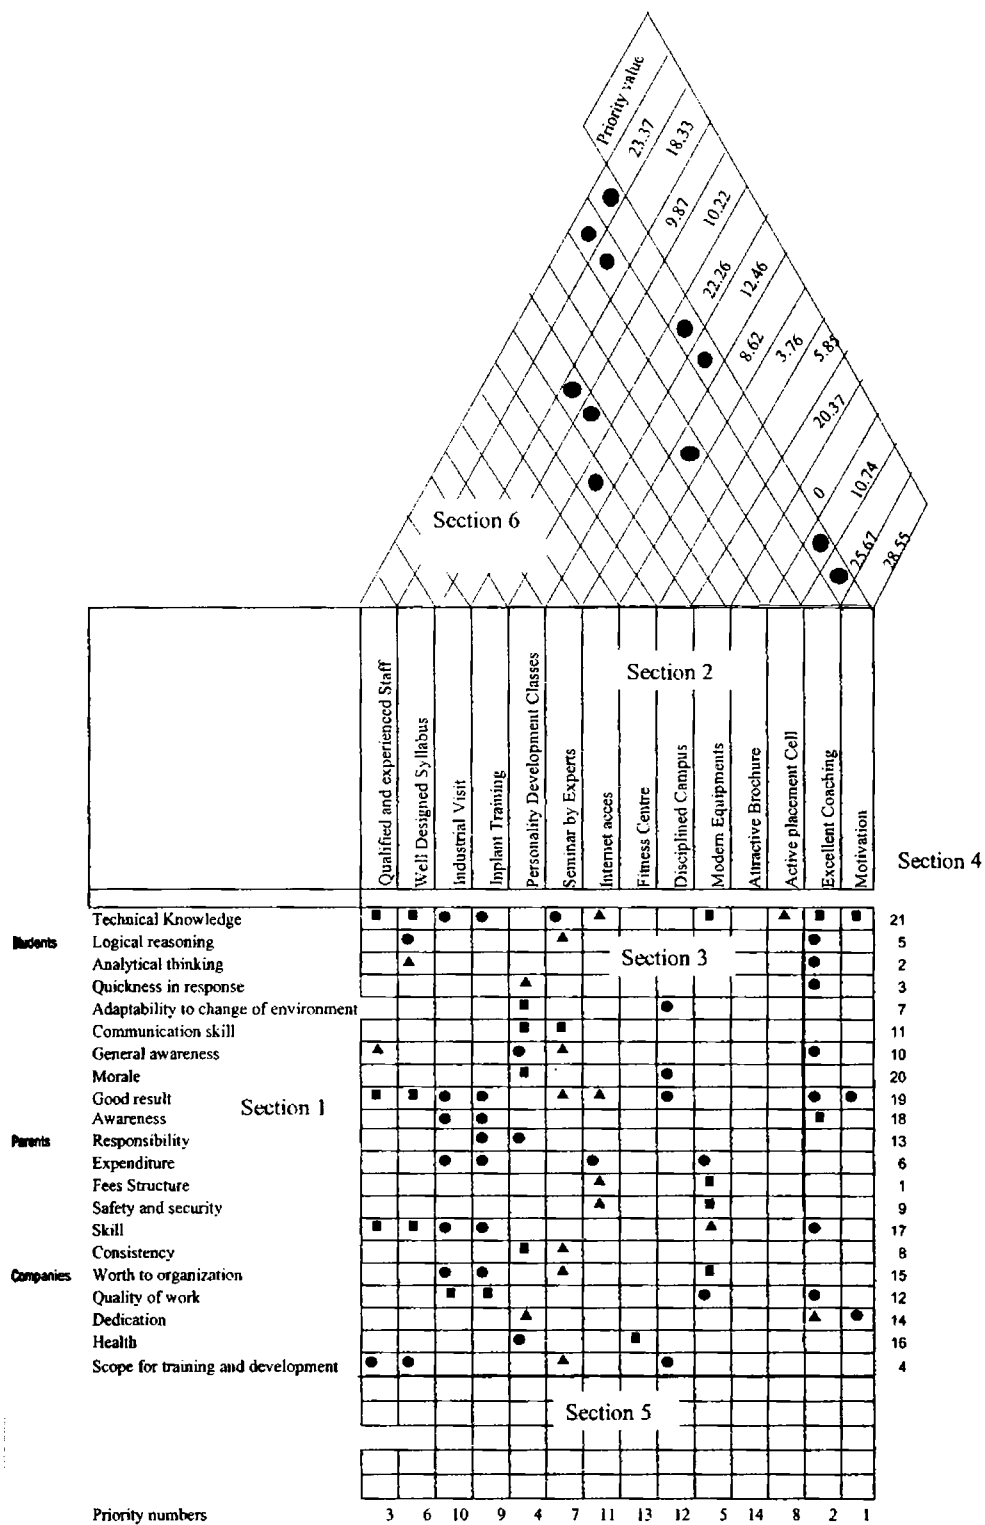 Priority value
23.37
18.33
9.87
10.22
22.26
12.46
8.62
3.76
5.85
20.37
0
10.74
25.67
28.55
Section 6
Section 2
Qualified and experienced Staff
Well Designed Syllabus
Industrial Visit
Inplant Training
Personality Development Classes
Seminar by Experts
Internet acces
Fitness Centre
Disciplined Campus
Modern Equipments
Attractive Brochure
Active placement Cell
Excellent Coaching
Motivation
Section 4
Technical Knowledge 21
Students Logical reasoning 5
Analytical thinking Section 3 2
Quickness in response 3
Adaptability to change of environment 7
Communication skill 11
General awareness 10
Morale 20
Good result 19
Section 1
Awareness 18
Parents Responsibility 13
Expenditure 6
Fees Structure 1
Safety and security 9
Skill 17
Consistency 8
Companies Worth to organization 15
Quality of work 12
Dedication 14
Health 16
Scope for training and development 4
Section 5
Priority numbers 3 6 10 9 4 7 11 13 12 5 14 8 2 1